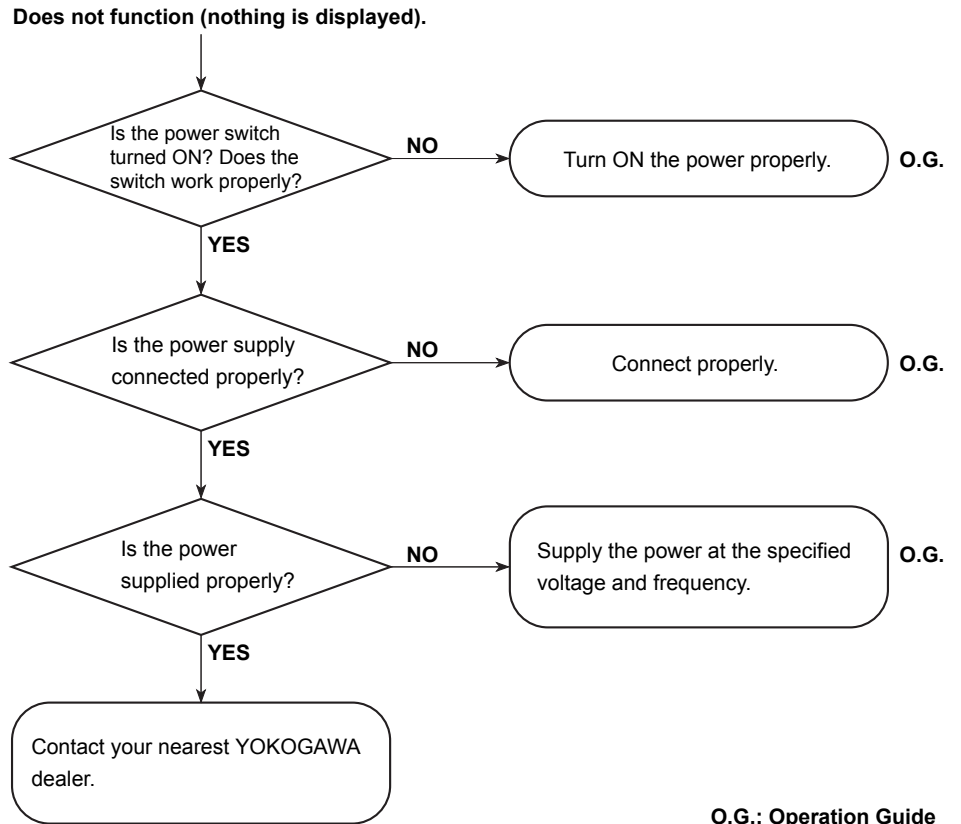 Does not function (nothing is displayed).
Is the power switch
turned ON? Does the
switch work properly?
NO
Turn ON the power properly.
O.G.
YES
Is the power supply
connected properly?
NO
Connect properly.
O.G.
YES
Is the power
supplied properly?
NO
Supply the power at the specified
voltage and frequency.
O.G.
YES
Contact your nearest YOKOGAWA
dealer.
O.G.: Operation Guide